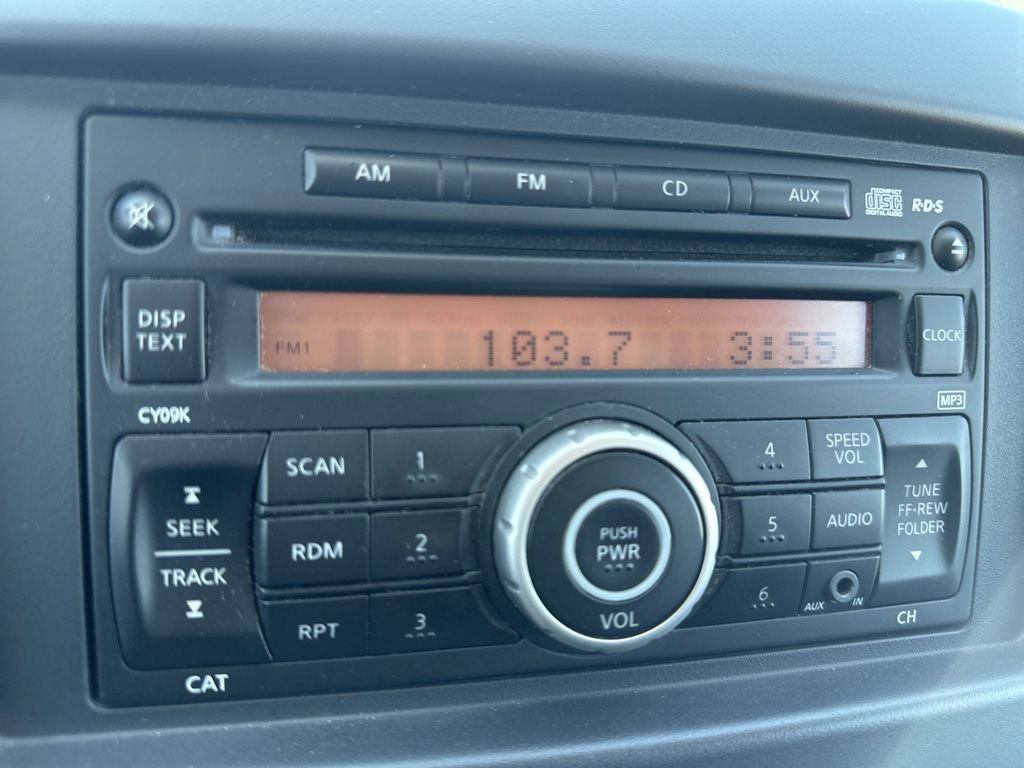 AM FM CD AUX
COMPACT
disc
DIGITAL AUDIO
R·D·S
DISP
TEXT
FM1 103.7 3:55
CLOCK
CY09K
MP3
SEEK
TRACK
CAT
SCAN 1
RDM 2
RPT 3
PUSH
PWR
VOL
4 SPEED
VOL
5 AUDIO
6 AUX IN
TUNE
FF·REW
FOLDER
CH